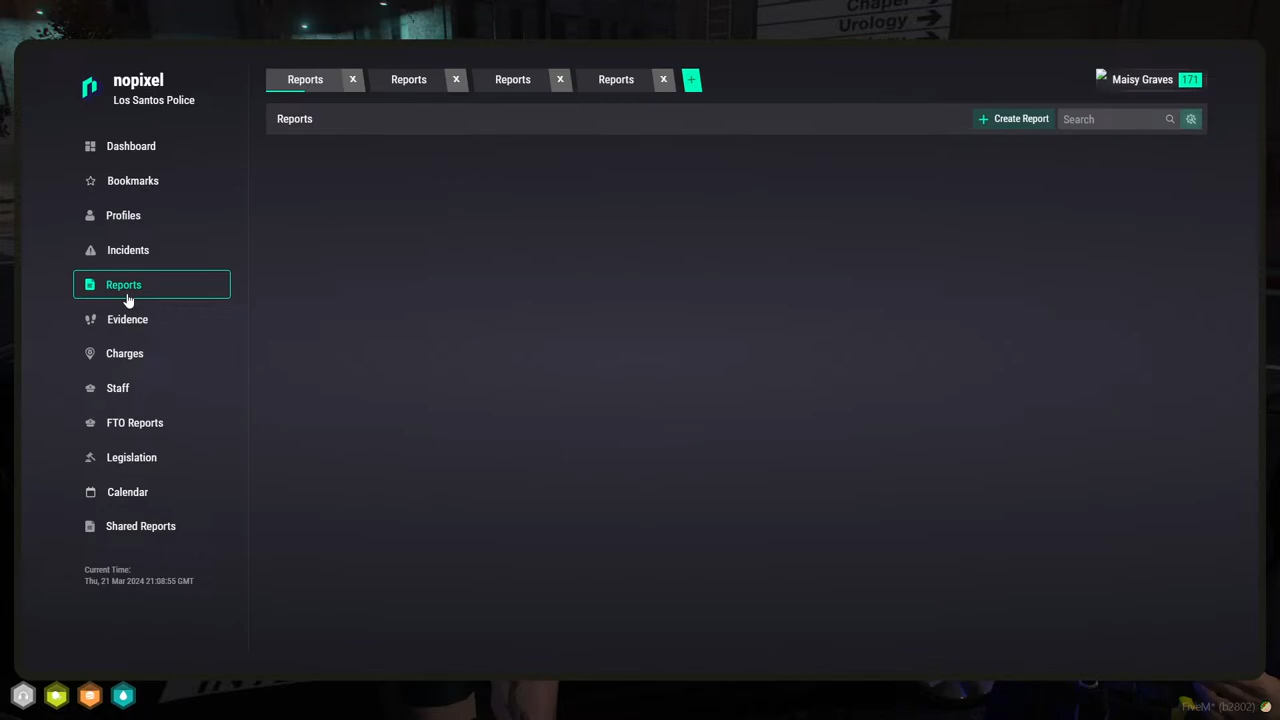 Chapel
Urology
nopixel
Los Santos Police
Reports x
Reports x
Reports x
Reports x
+
Maisy Graves 171
Reports
+ Create Report
Search
Dashboard
Bookmarks
Profiles
Incidents
Reports
Evidence
Charges
Staff
FTO Reports
Legislation
Calendar
Shared Reports
Current Time:
Thu, 21 Mar 2024 21:08:55 GMT
FiveM* (b2802)